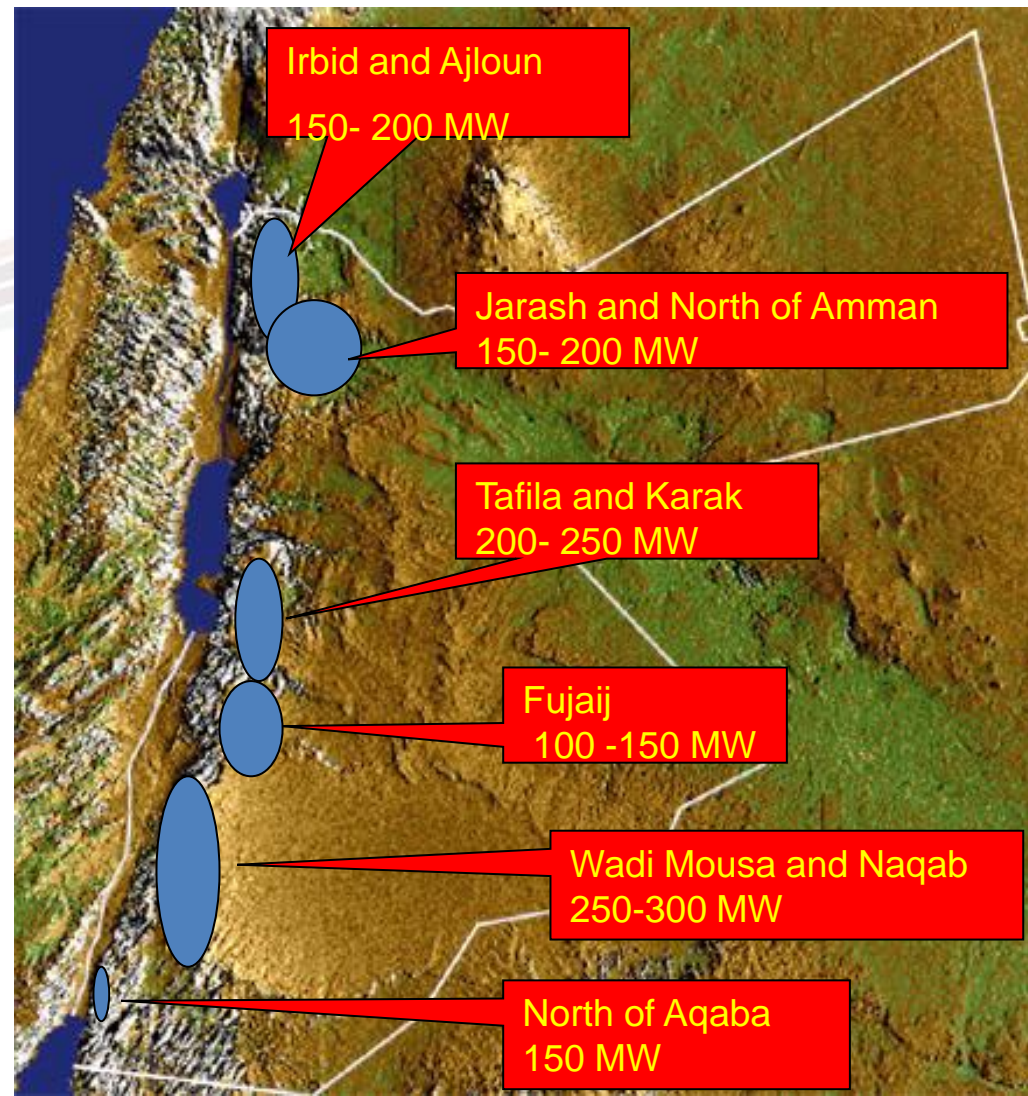 Irbid and Ajloun
150- 200 MW
Jarash and North of Amman
150- 200 MW
Tafila and Karak
200- 250 MW
Fujaij
100 -150 MW
Wadi Mousa and Naqab
250-300 MW
North of Aqaba
150 MW